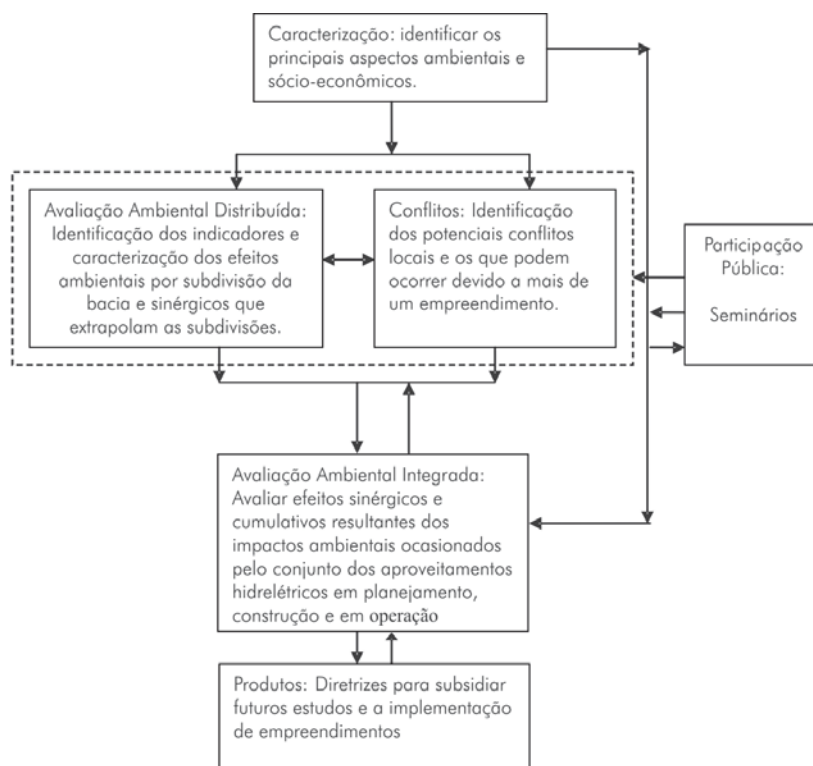 Caracterização: identificar os
principais aspectos ambientais e
sócio-econômicos.
Avaliação Ambiental Distribuída:
Identificação dos indicadores e
caracterização dos efeitos
ambientais por subdivisão da
bacia e sinérgicos que
extrapolam as subdivisões.
Conflitos: Identificação
dos potenciais conflitos
locais e os que podem
ocorrer devido a mais de
um empreendimento.
Participação
Pública:
Seminários
Avaliação Ambiental Integrada:
Avaliar efeitos sinérgicos e
cumulativos resultantes dos
impactos ambientais ocasionados
pelo conjunto dos aproveitamentos
hidrelétricos em planejamento,
construção e em operação
Produtos: Diretrizes para subsidiar
futuros estudos e a implementação
de empreendimentos